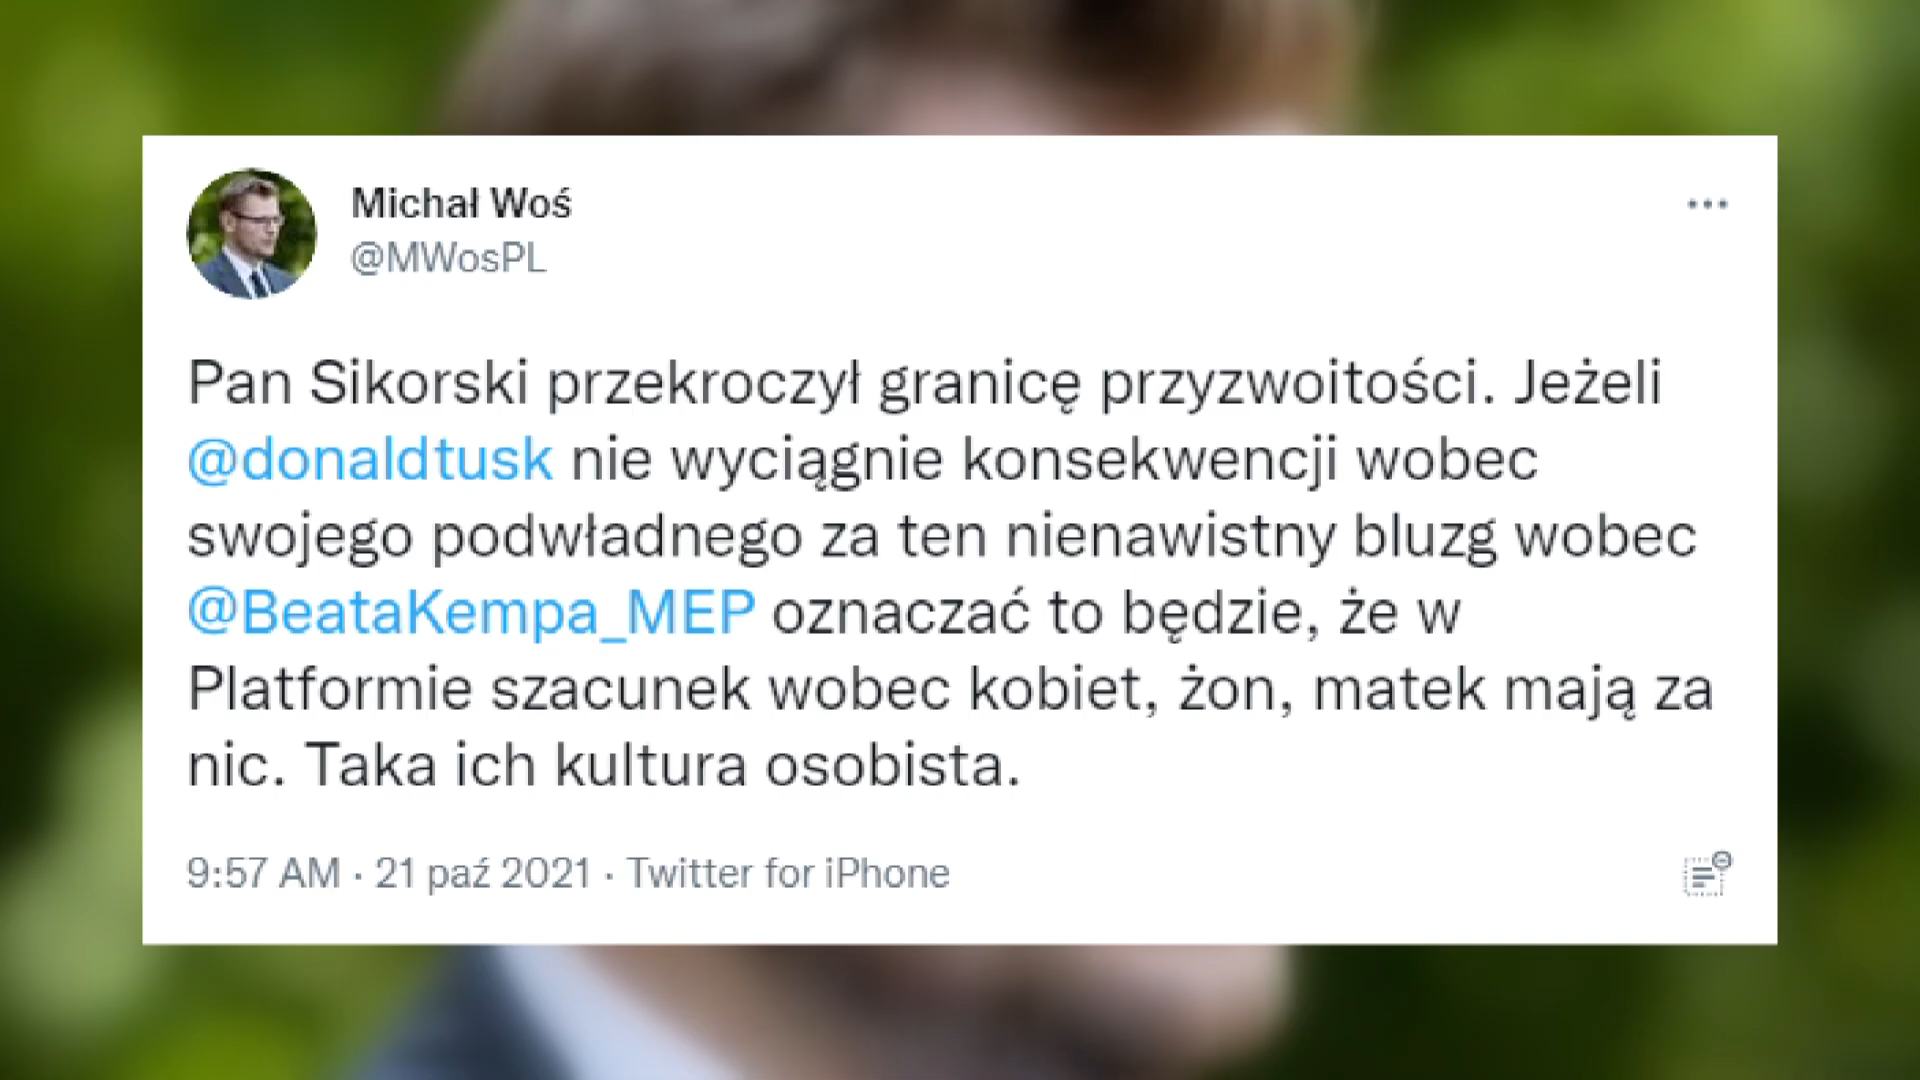 Michał Woś
@MWosPL
Pan Sikorski przekroczył granicę przyzwoitości. Jeżeli
@donaldtusk nie wyciągnie konsekwencji wobec
swojego podwładnego za ten nienawistny bluzg wobec
@BeataKempa_MEP oznaczać to będzie, że w
Platformie szacunek wobec kobiet, żon, matek mają za
nic. Taka ich kultura osobista.
9:57 AM · 21 paź 2021 · Twitter for iPhone